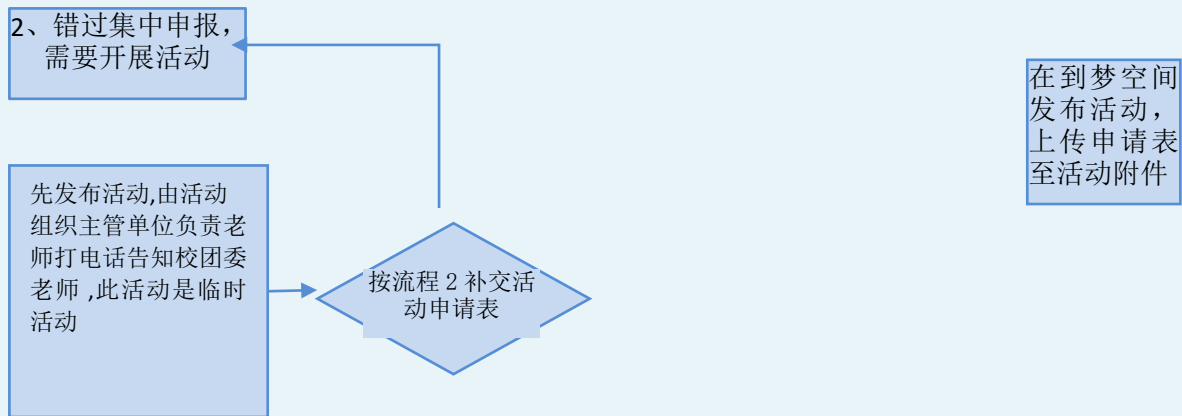 2、错过集中申报，
需要开展活动
在到梦空间
发布活动，
上传申请表
至活动附件
先发布活动,由活动
组织主管单位负责老
师打电话告知校团委
老师 ,此活动是临时
活动
按流程 2 补交活
动申请表